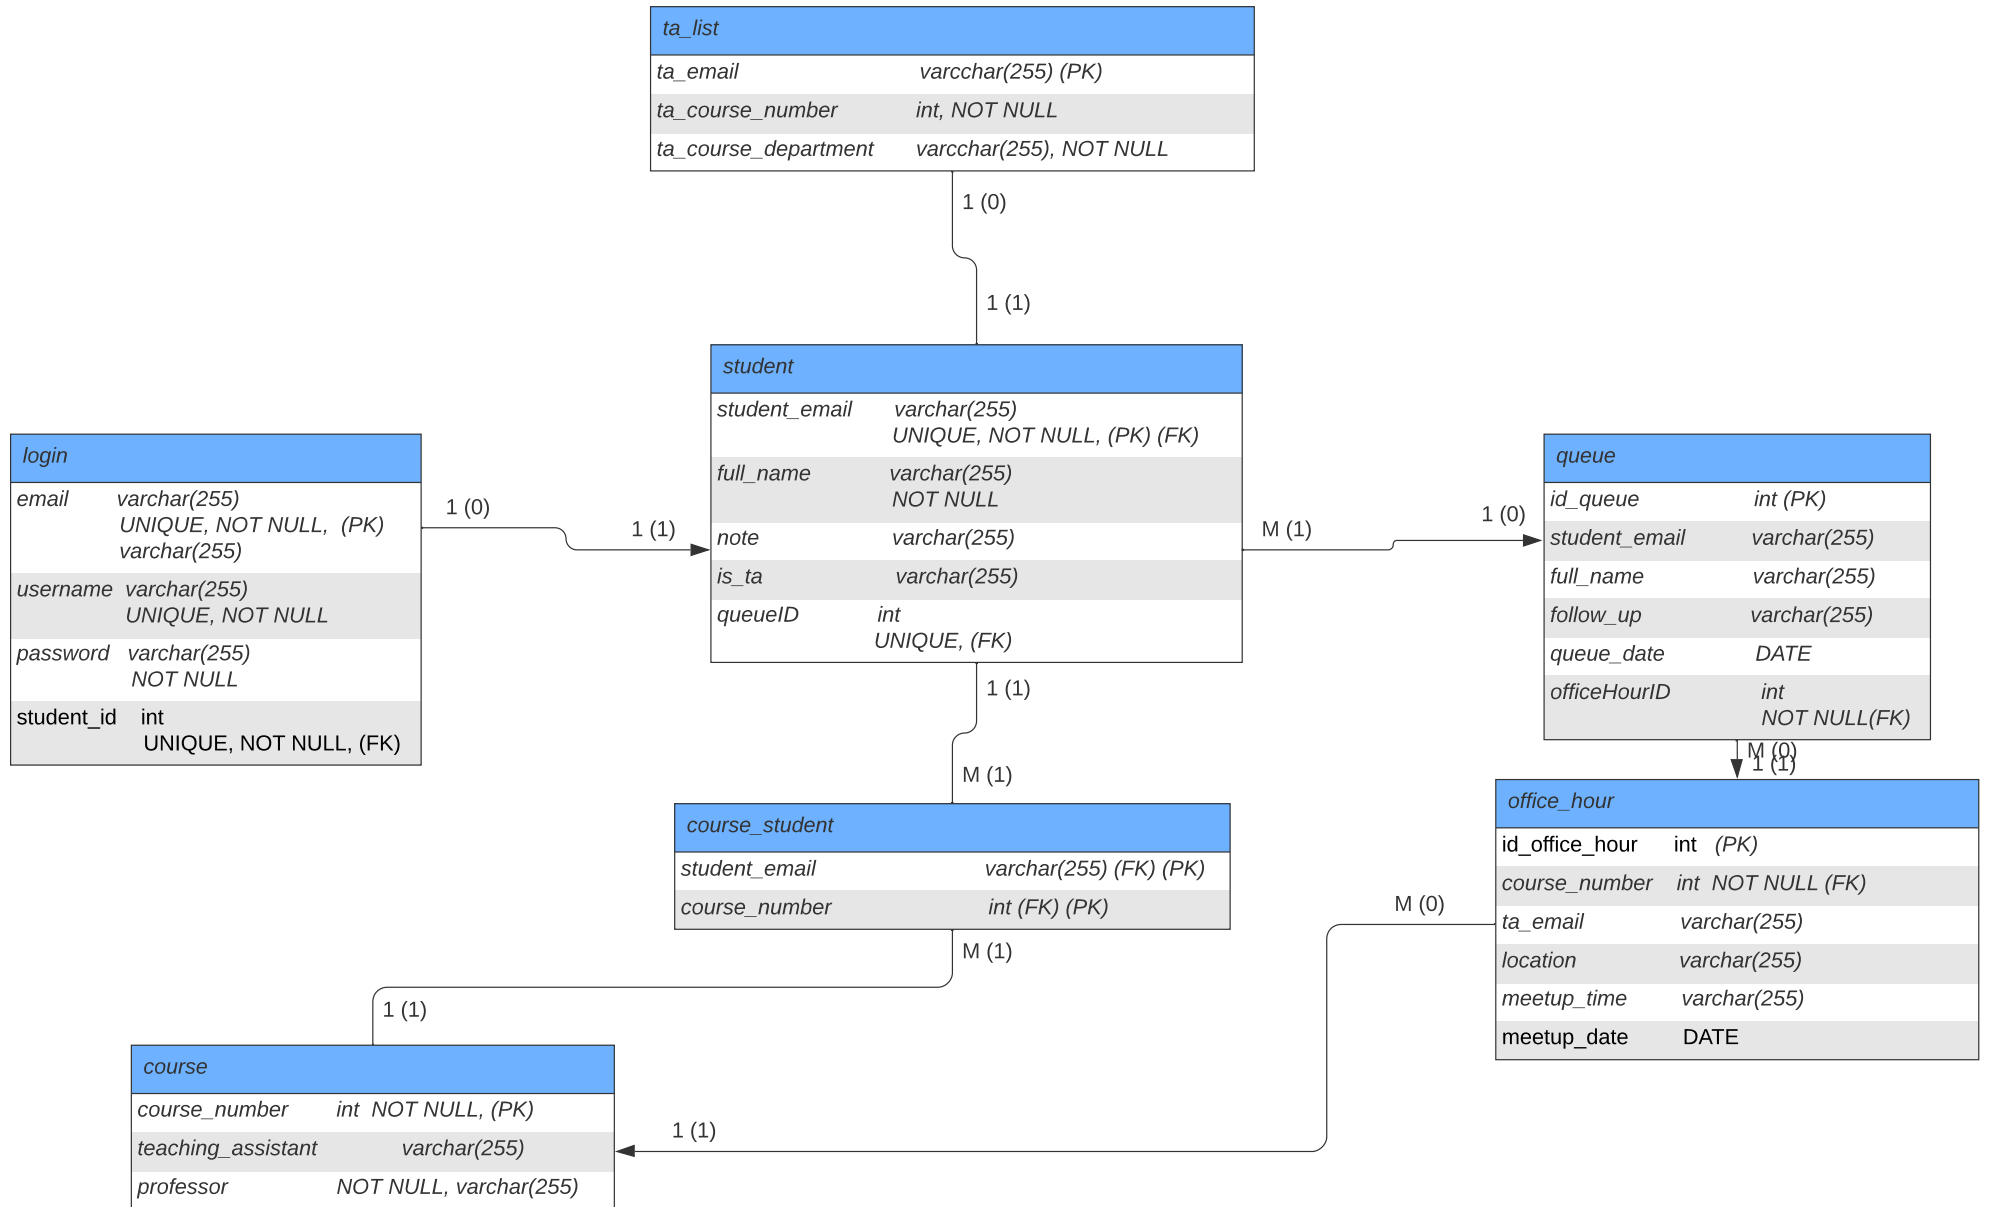 ta_list
ta_email varcchar(255) (PK)
ta_course_number int, NOT NULL
ta_course_department varcchar(255), NOT NULL
1 (0)
1 (1)
student
student_email varchar(255)
UNIQUE, NOT NULL, (PK) (FK)
full_name varchar(255)
NOT NULL
note varchar(255)
is_ta varchar(255)
queueID int
UNIQUE, (FK)
login
email varchar(255)
UNIQUE, NOT NULL, (PK)
varchar(255)
username varchar(255)
UNIQUE, NOT NULL
password varchar(255)
NOT NULL
student_id int
UNIQUE, NOT NULL, (FK)
1 (0)
1 (1)
M (1)
1 (0)
queue
id_queue int (PK)
student_email varchar(255)
full_name varchar(255)
follow_up varchar(255)
queue_date DATE
officeHourID int
NOT NULL(FK)
M (0)
1 (1)
office_hour
id_office_hour int (PK)
course_number int NOT NULL (FK)
ta_email varchar(255)
location varchar(255)
meetup_time varchar(255)
meetup_date DATE
1 (1)
M (1)
course_student
student_email varchar(255) (FK) (PK)
course_number int (FK) (PK)
M (1)
1 (1)
M (0)
1 (1)
course
course_number int NOT NULL, (PK)
teaching_assistant varchar(255)
professor NOT NULL, varchar(255)